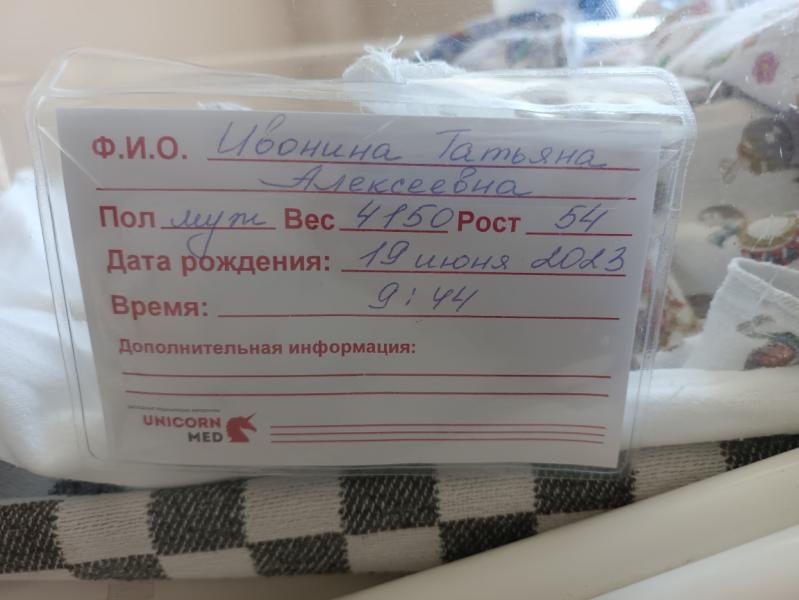 Ф.И.О. Ивонина Татьяна
Алексеевна
Пол муж Вес 4150 Рост 54
Дата рождения: 19 июня 2023
Время: 9:44
Дополнительная информация:
UNICORN
MED